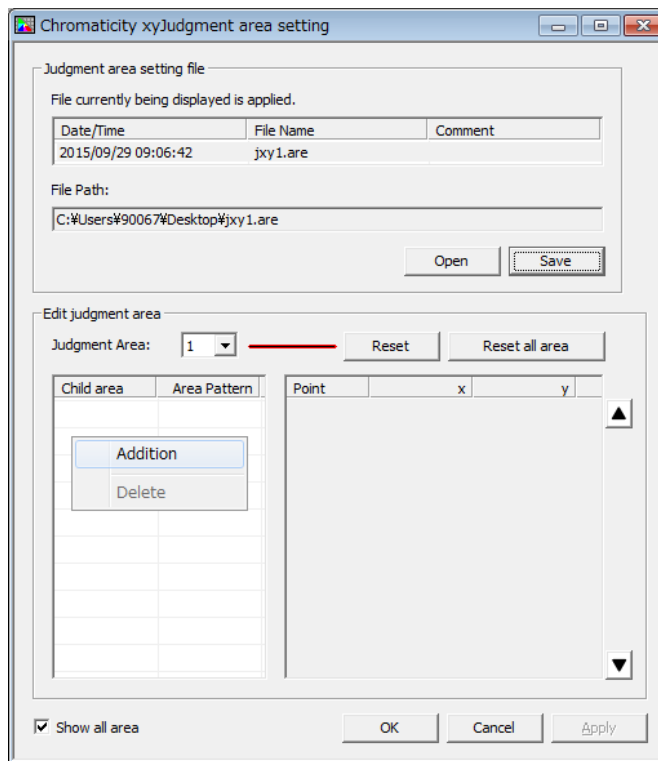 Chromaticity xyJudgment area setting
Judgment area setting file
File currently being displayed is applied.
Date/Time File Name Comment
2015/09/29 09:06:42 jxy1.are
File Path:
C:¥Users¥90067¥Desktop¥jxy1.are
Open Save
Edit judgment area
Judgment Area: 1 Reset Reset all area
Child area Area Pattern Point x y
Addition
Delete
Show all area OK Cancel Apply